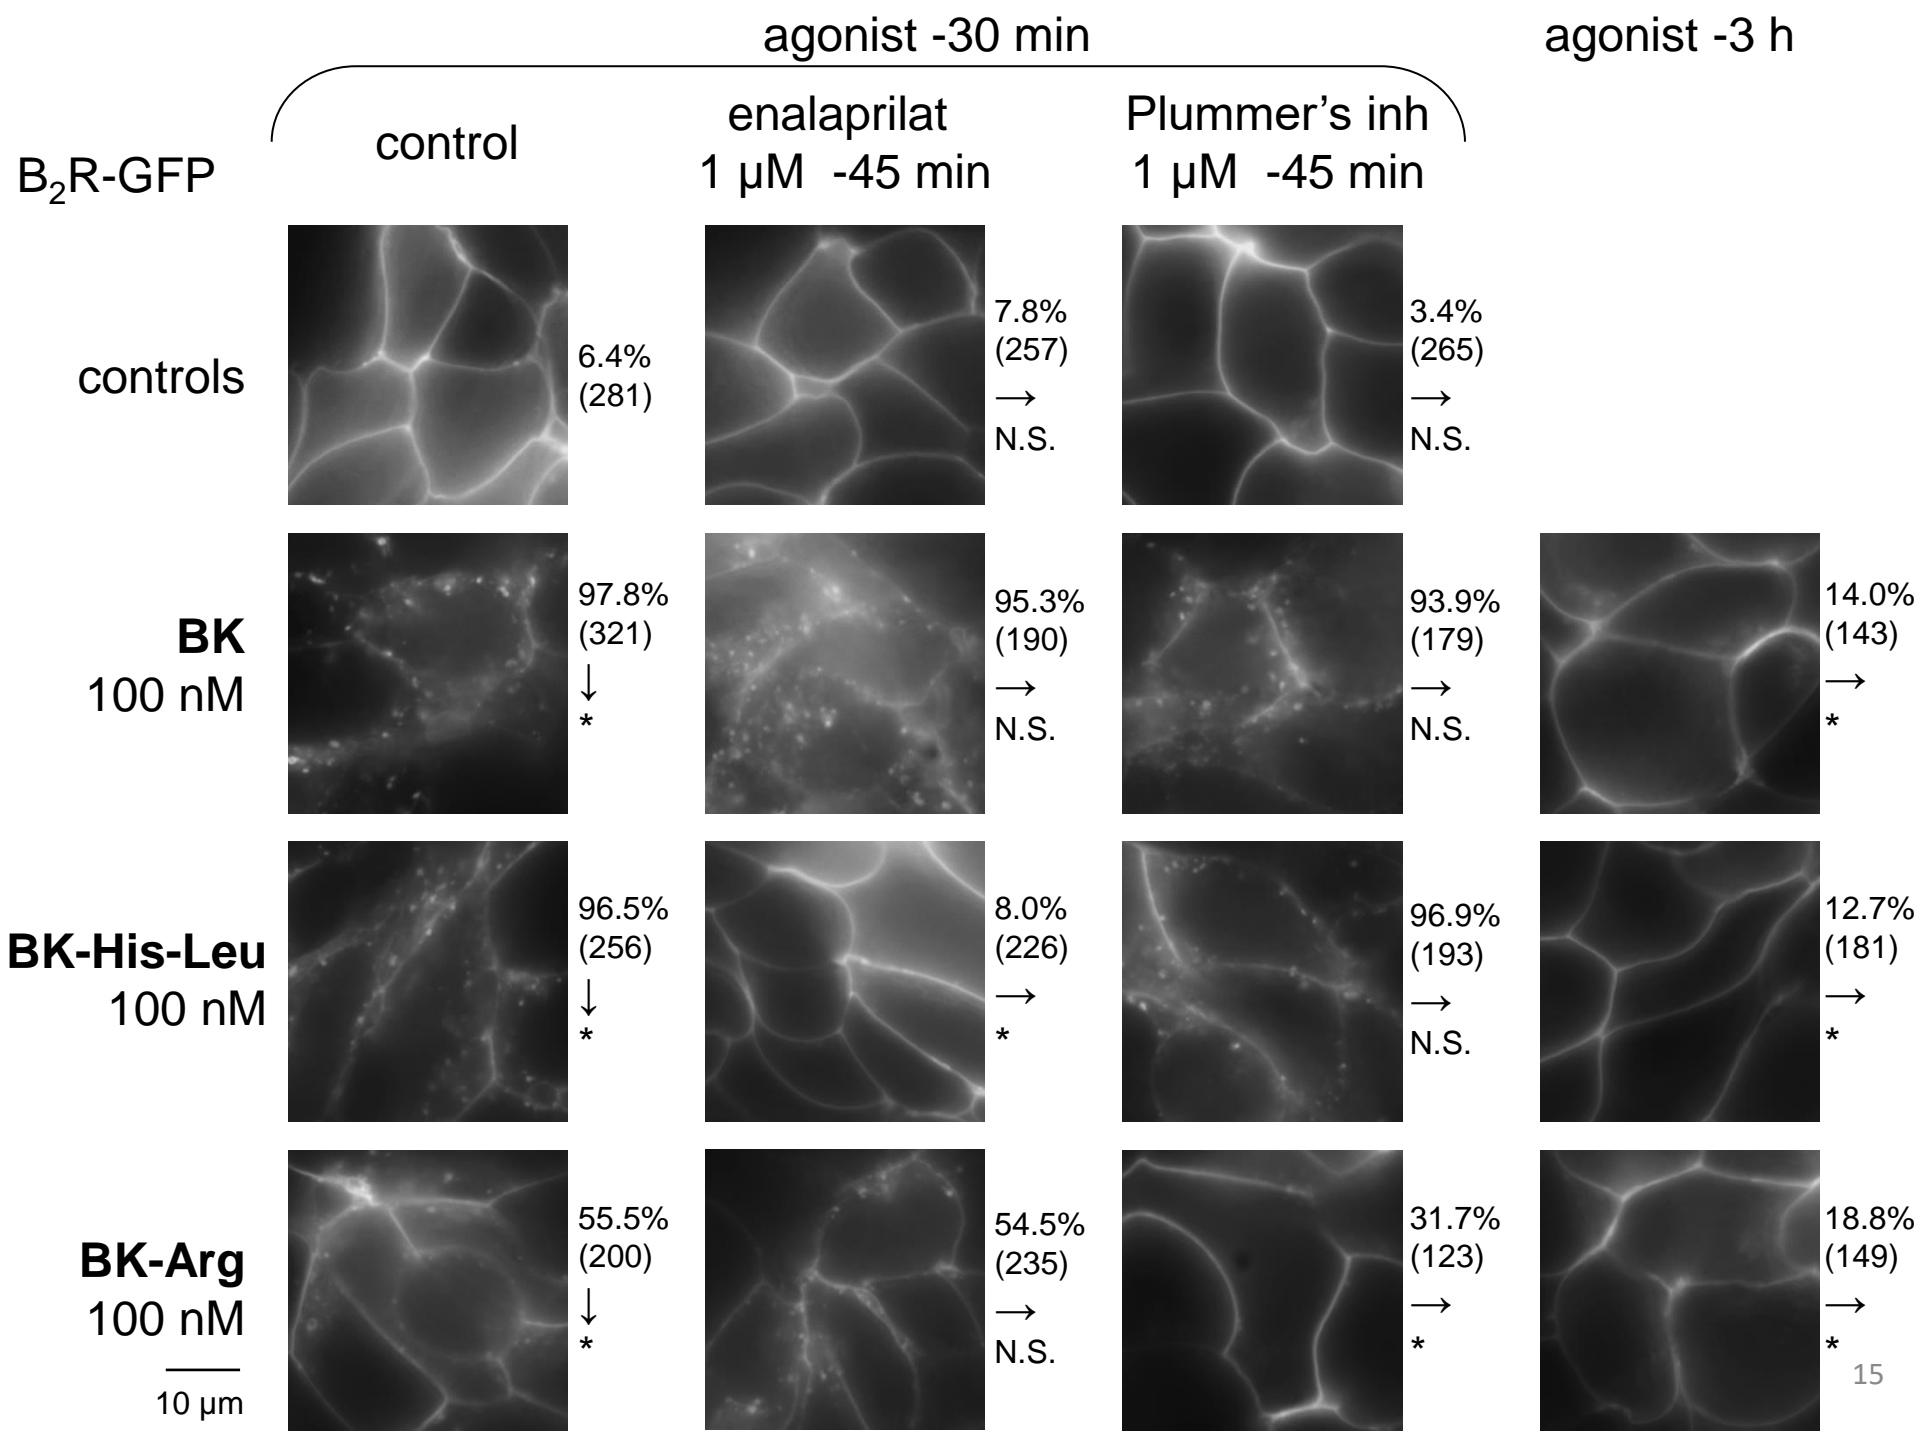 agonist -30 min
agonist -3 h
B2R-GFP
control
enalaprilat
1 µM -45 min
Plummer’s inh
1 µM -45 min
controls
6.4%
(281)
7.8%
(257)
→
N.S.
3.4%
(265)
→
N.S.
BK
100 nM
97.8%
(321)
↓
*
95.3%
(190)
→
N.S.
93.9%
(179)
→
N.S.
14.0%
(143)
→
*
BK-His-Leu
100 nM
96.5%
(256)
↓
*
8.0%
(226)
→
*
96.9%
(193)
→
N.S.
12.7%
(181)
→
*
BK-Arg
100 nM
10 µm
55.5%
(200)
↓
*
54.5%
(235)
→
N.S.
31.7%
(123)
→
*
18.8%
(149)
→
*
15